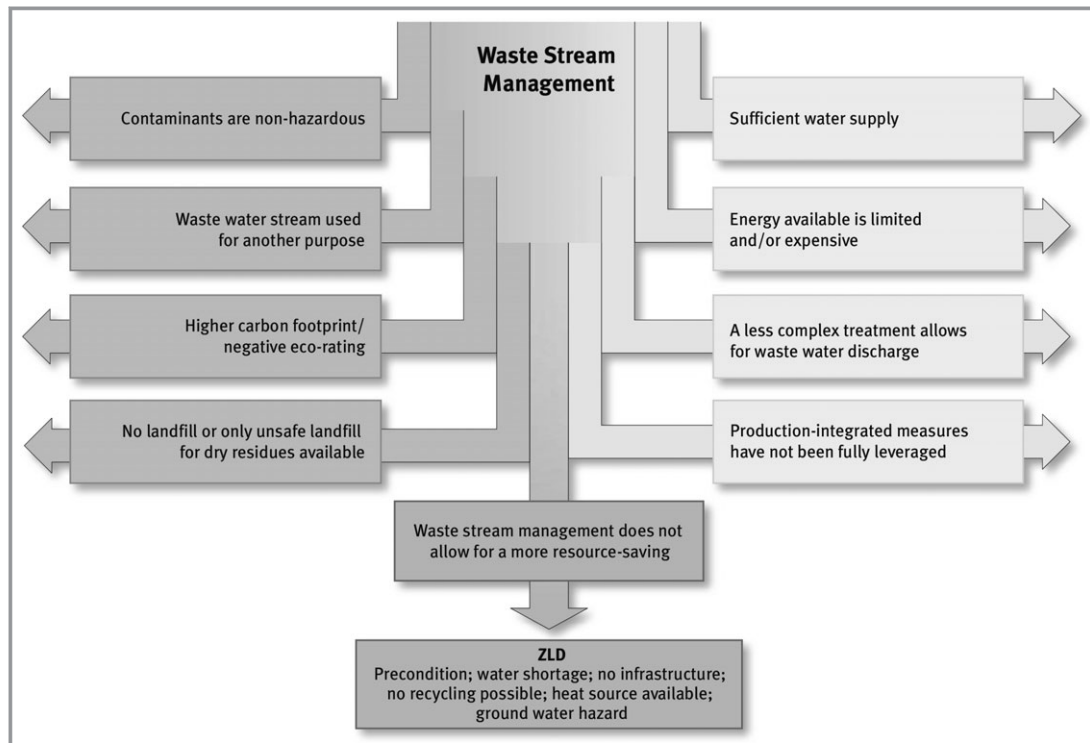 Waste Stream
Management
Contaminants are non-hazardous
Waste water stream used
for another purpose
Higher carbon footprint/
negative eco-rating
No landfill or only unsafe landfill
for dry residues available
Sufficient water supply
Energy available is limited
and/or expensive
A less complex treatment allows
for waste water discharge
Production-integrated measures
have not been fully leveraged
Waste stream management does not
allow for a more resource-saving
ZLD
Precondition; water shortage; no infrastructure;
no recycling possible; heat source available;
ground water hazard